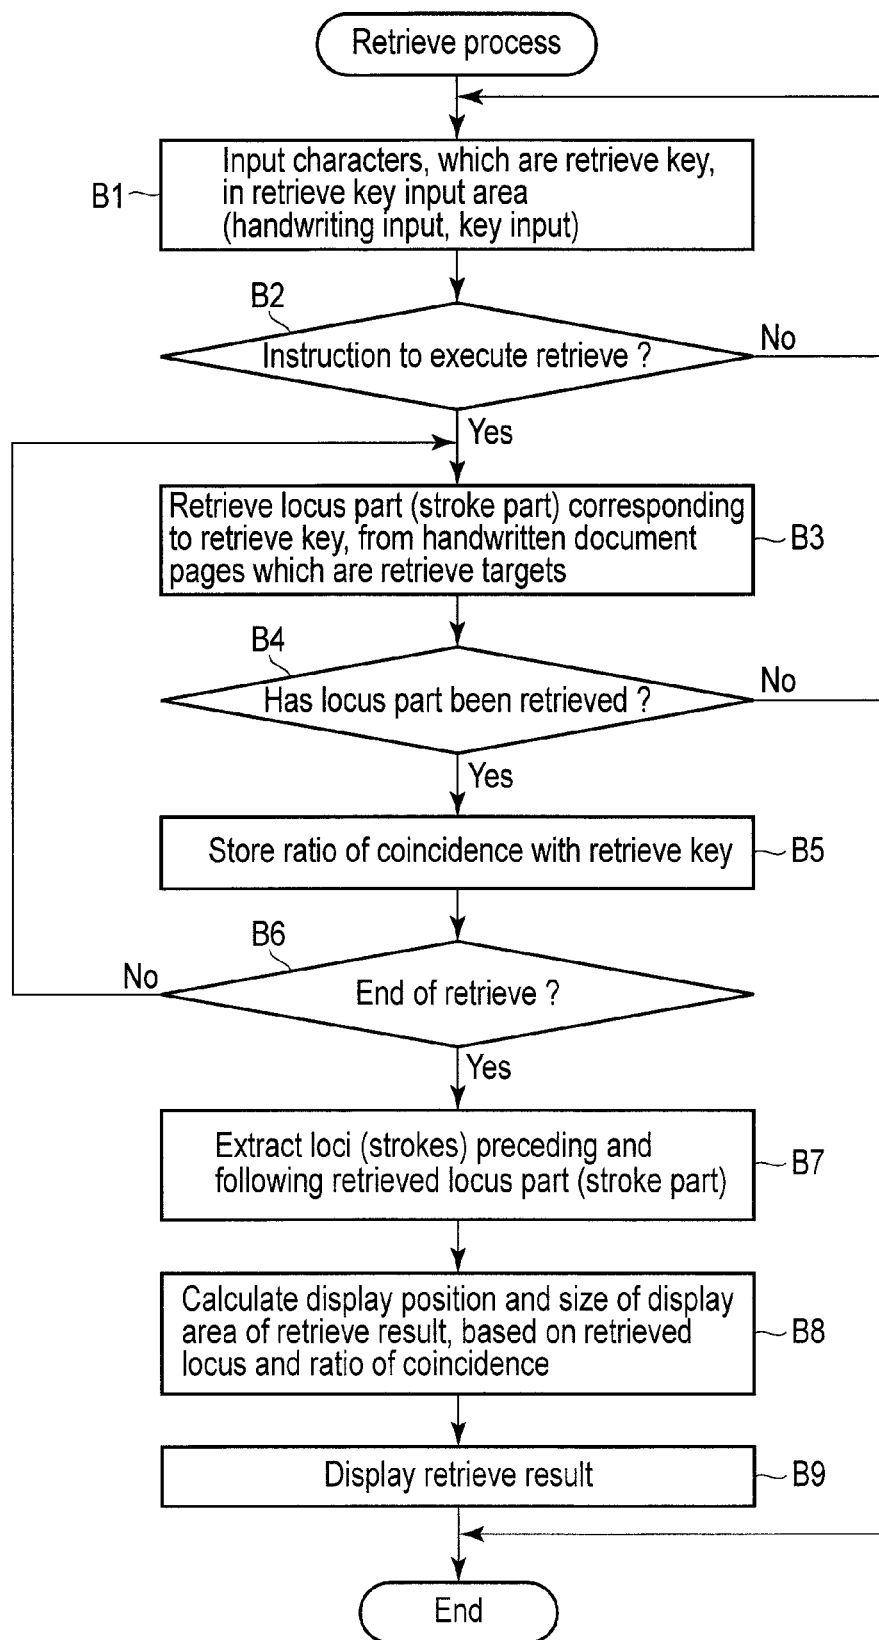 Retrieve process
B1
Input characters, which are retrieve key,
in retrieve key input area
(handwriting input, key input)
B2
Instruction to execute retrieve ?
No
Yes
Retrieve locus part (stroke part) corresponding
to retrieve key, from handwritten document
pages which are retrieve targets
B3
B4
Has locus part been retrieved ?
No
Yes
Store ratio of coincidence with retrieve key
B5
B6
No
End of retrieve ?
Yes
Extract loci (strokes) preceding and
following retrieved locus part (stroke part)
B7
Calculate display position and size of display
area of retrieve result, based on retrieved
locus and ratio of coincidence
B8
Display retrieve result
B9
End